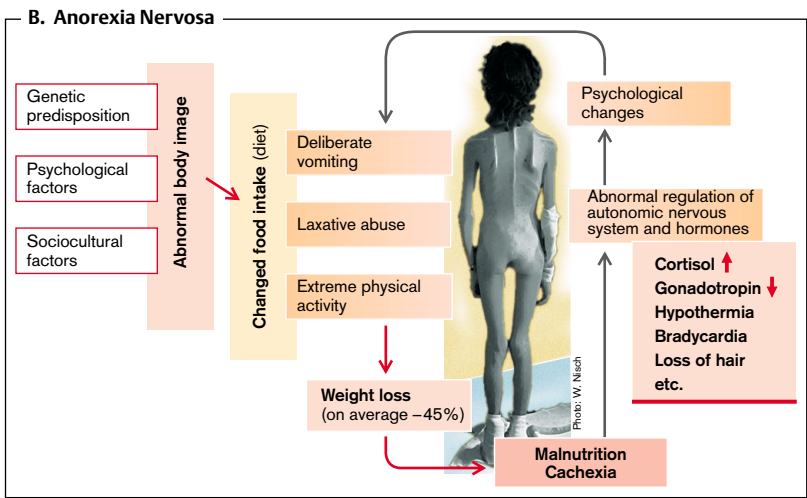 B. Anorexia Nervosa
Genetic
predisposition
Psychological
factors
Sociocultural
factors
Abnormal body image
Changed food intake (diet)
Deliberate
vomiting
Laxative abuse
Extreme physical
activity
Weight loss
(on average –45%)
Malnutrition
Cachexia
Photo: W. Nisch
Psychological
changes
Abnormal regulation of
autonomic nervous
system and hormones
Cortisol
Gonadotropin
Hypothermia
Bradycardia
Loss of hair
etc.